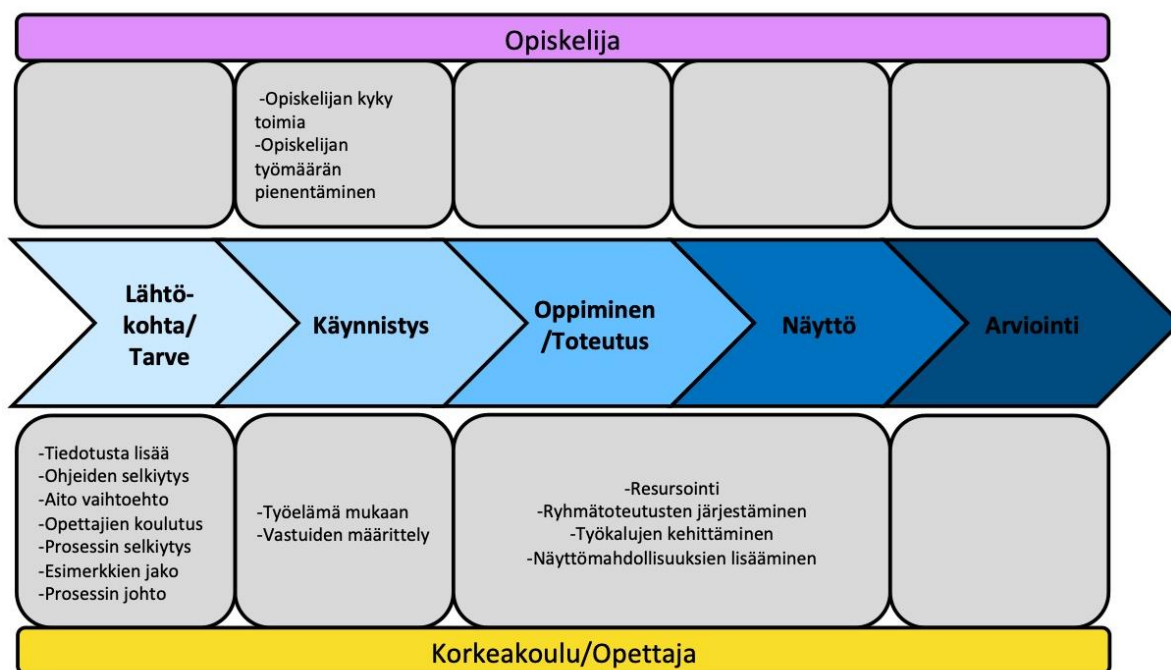 Opiskelija
-Opiskelijan kyky
toimia
-Opiskelijan
työmäärän
pienentäminen
Lähtö-
kohta/
Tarve
Käynnistys
Oppiminen
/Toteutus
Näyttö
Arviointi
-Tiedotusta lisää
-Ohjeiden selkiytys
-Aito vaihtoehto
-Opettajien koulutus
-Prosessin selkiytys
-Esimerkkien jako
-Prosessin johto
-Työelämä mukaan
-Vastuiden määrittely
-Resursointi
-Ryhmätoteutusten järjestäminen
-Työkalujen kehittäminen
-Näyttömahdollisuuksien lisääminen
Korkeakoulu/Opettaja